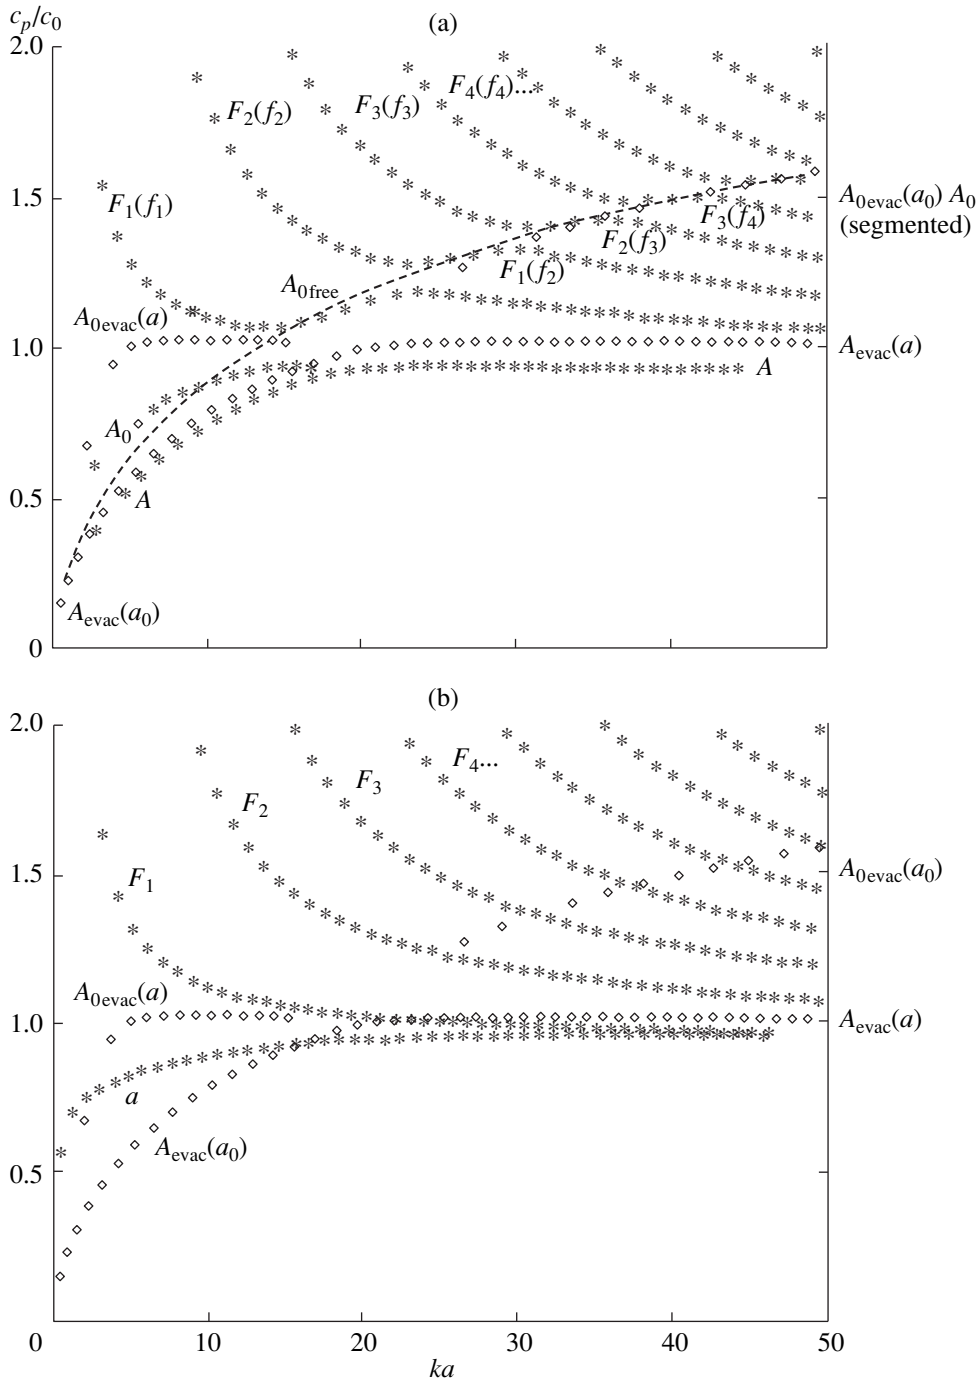 c_p/c_0
(a)
2.0
F_1(f_1)
F_2(f_2)
F_3(f_3)
F_4(f_4)...
1.5
A_0evac(a_0) A_0
(segmented)
F_3(f_4)
F_2(f_3)
F_1(f_2)
A_0free
A_0evac(a)
1.0
A_evac(a)
A
A_0
0.5
A
A_evac(a_0)
0
10
20
30
40
50
(b)
2.0
F_1
F_2
F_3
F_4...
1.5
A_0evac(a_0)
A_0evac(a)
1.0
A_evac(a)
a
A_evac(a_0)
0.5
0
10
20
30
40
50
ka